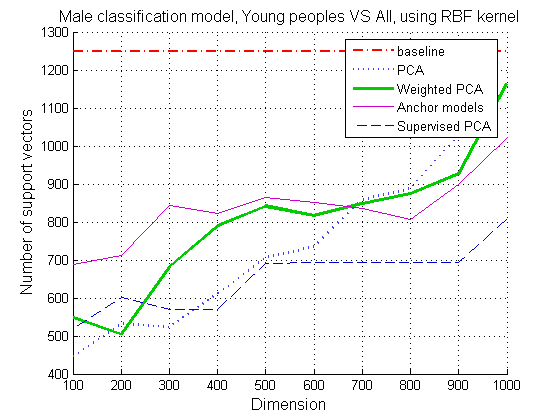 Male classification model, Young peoples VS All, using RBF kernel
1300
1200
1100
1000
900
800
700
600
500
400
Number of support vectors
baseline
PCA
Weighted PCA
Anchor models
Supervised PCA
100 200 300 400 500 600 700 800 900 1000
Dimension